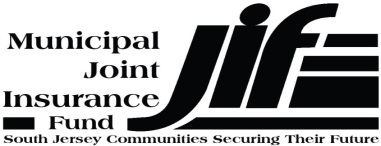 Municipal
Joint
Insurance
Fund
jif
South Jersey Communities Securing Their Future